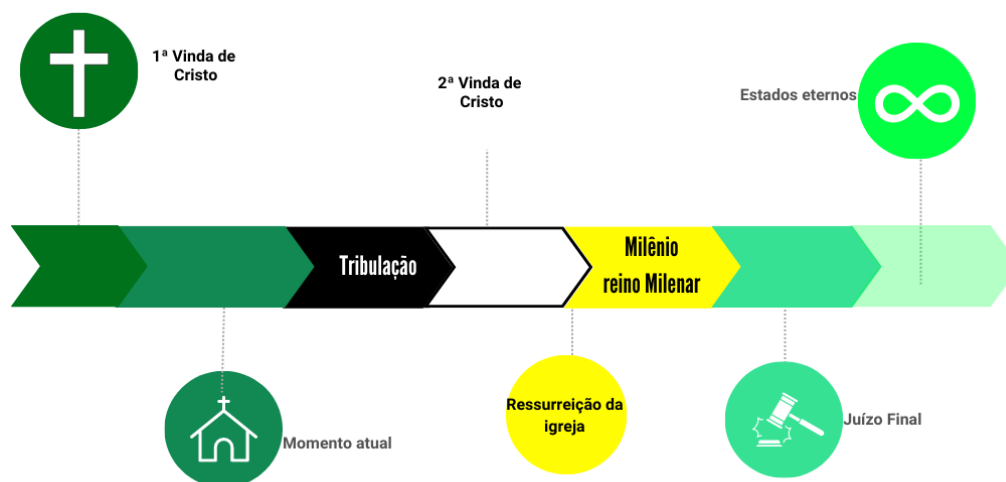 1ª Vinda de
Cristo
2ª Vinda de
Cristo
Estados eternos
Tribulação
Milênio
reino Milenar
Momento atual
Ressurreição da
igreja
Juízo Final